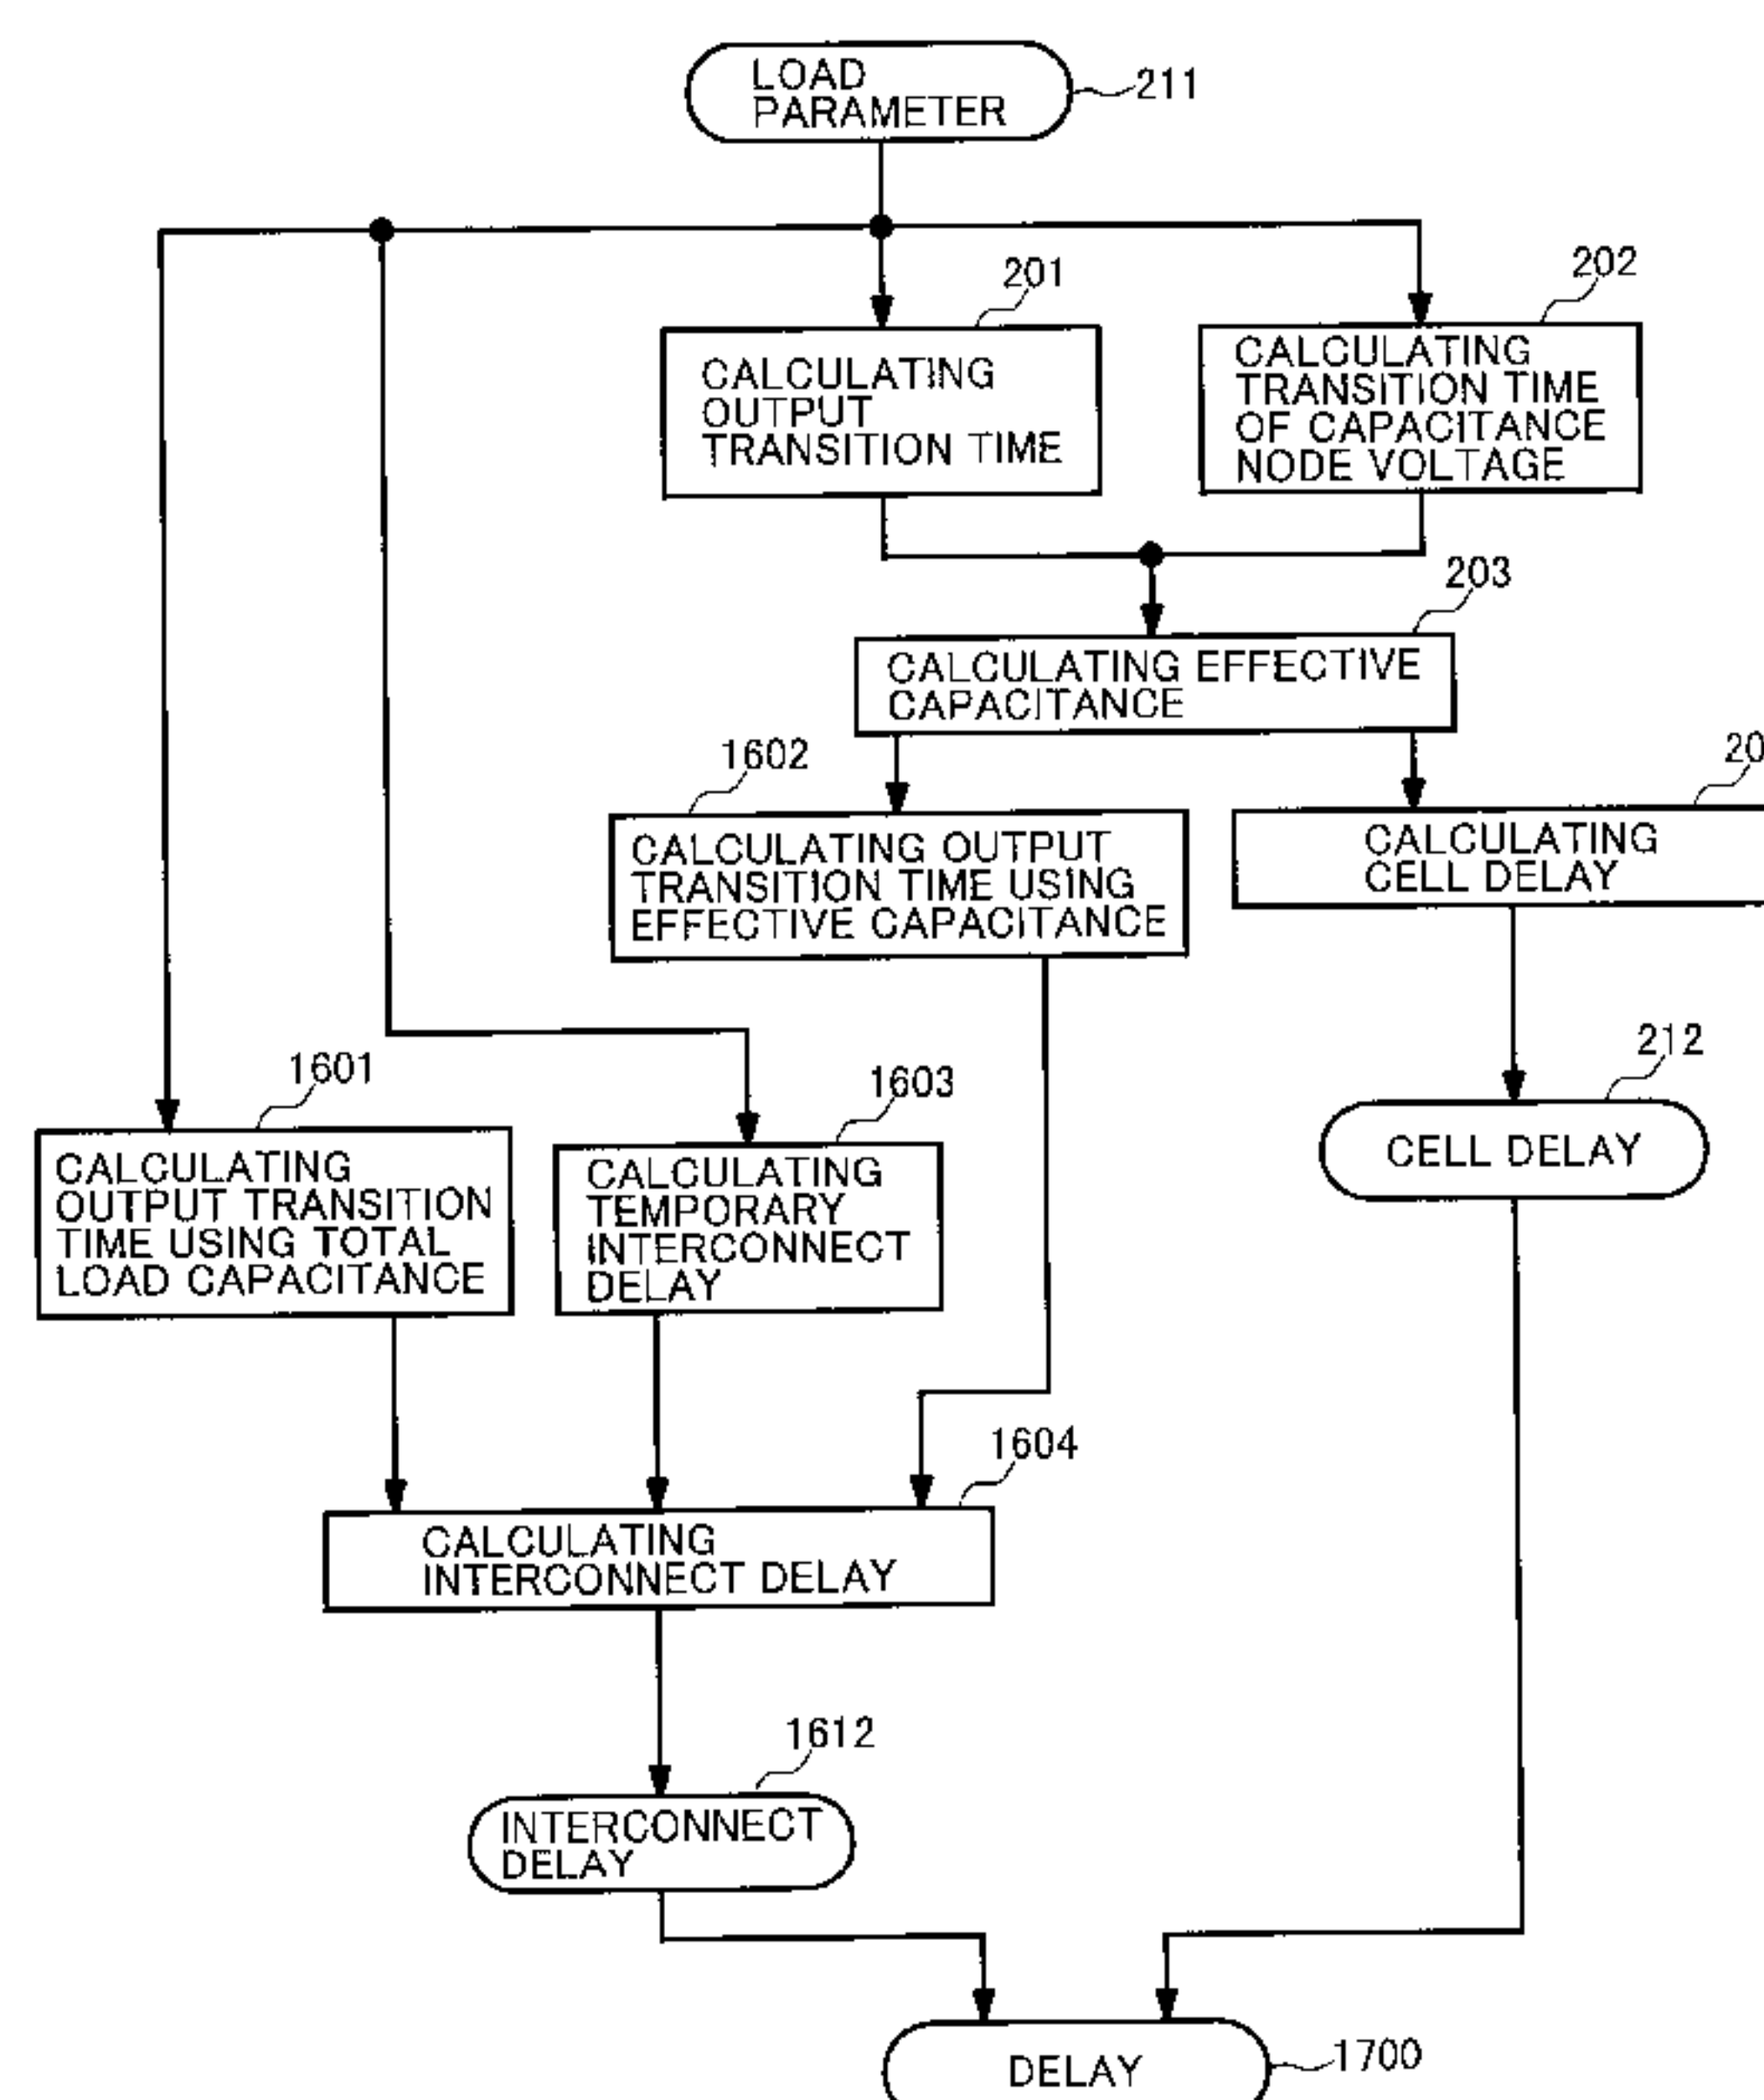 LOAD
PARAMETER
211
201
202
CALCULATING
OUTPUT
TRANSITION TIME
CALCULATING
TRANSITION TIME
OF CAPACITANCE
NODE VOLTAGE
203
CALCULATING EFFECTIVE
CAPACITANCE
1602
CALCULATING OUTPUT
TRANSITION TIME USING
EFFECTIVE CAPACITANCE
CALCULATING
CELL DELAY
212
CELL DELAY
1601
CALCULATING
OUTPUT TRANSITION
TIME USING TOTAL
LOAD CAPACITANCE
1603
CALCULATING
TEMPORARY
INTERCONNECT
DELAY
1604
CALCULATING
INTERCONNECT DELAY
1612
INTERCONNECT
DELAY
DELAY
1700